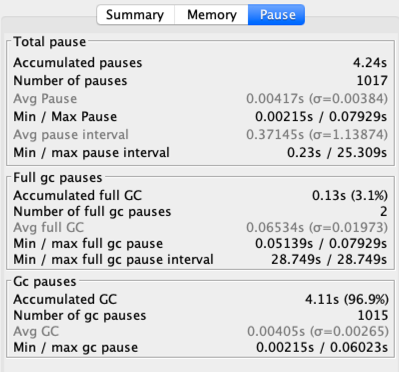 Summary Memory Pause
Total pause
Accumulated pauses 4.24s
Number of pauses 1017
Avg Pause 0.00417s (σ=0.00384)
Min / Max Pause 0.00215s / 0.07929s
Avg pause interval 0.37145s (σ=1.13874)
Min / max pause interval 0.23s / 25.309s
Full gc pauses
Accumulated full GC 0.13s (3.1%)
Number of full gc pauses 2
Avg full GC 0.06534s (σ=0.01973)
Min / max full gc pause 0.05139s / 0.07929s
Min / max full gc pause interval 28.749s / 28.749s
Gc pauses
Accumulated GC 4.11s (96.9%)
Number of gc pauses 1015
Avg GC 0.00405s (σ=0.00265)
Min / max gc pause 0.00215s / 0.06023s